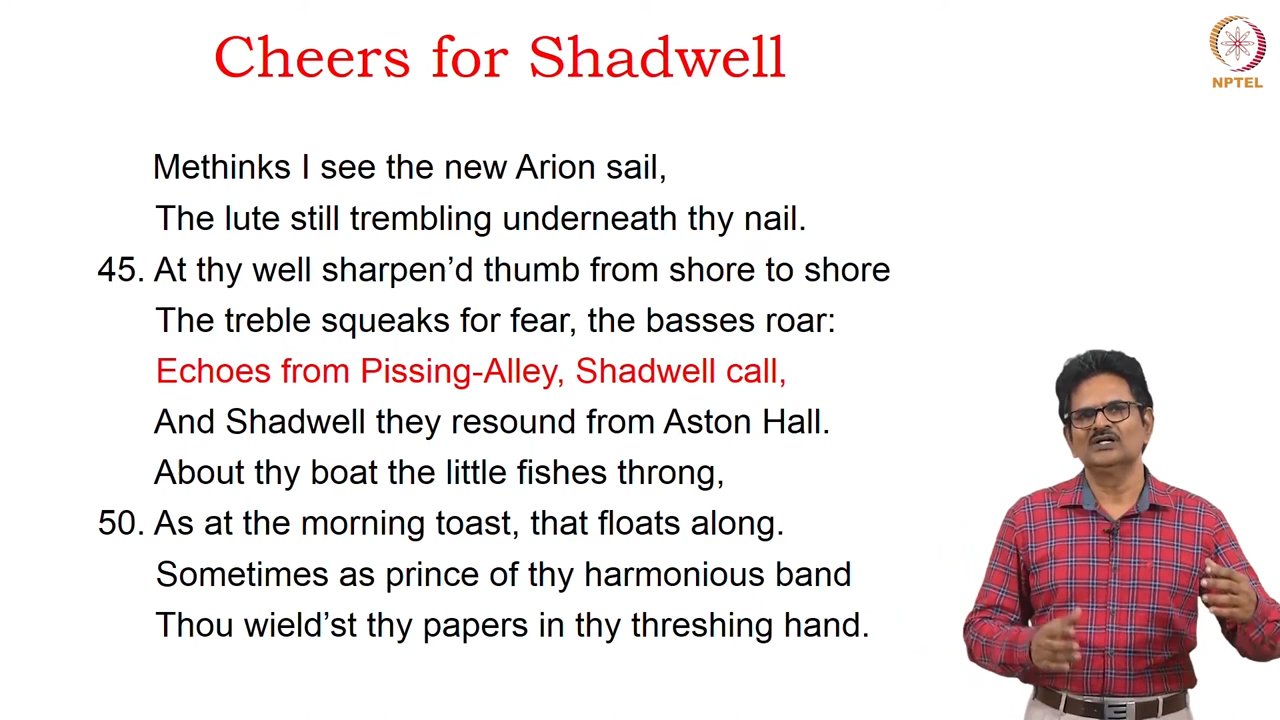 Cheers for Shadwell
NPTEL
Methinks I see the new Arion sail,
The lute still trembling underneath thy nail.
45. At thy well sharpen’d thumb from shore to shore
The treble squeaks for fear, the basses roar:
Echoes from Pissing-Alley, Shadwell call,
And Shadwell they resound from Aston Hall.
About thy boat the little fishes throng,
50. As at the morning toast, that floats along.
Sometimes as prince of thy harmonious band
Thou wield’st thy papers in thy threshing hand.